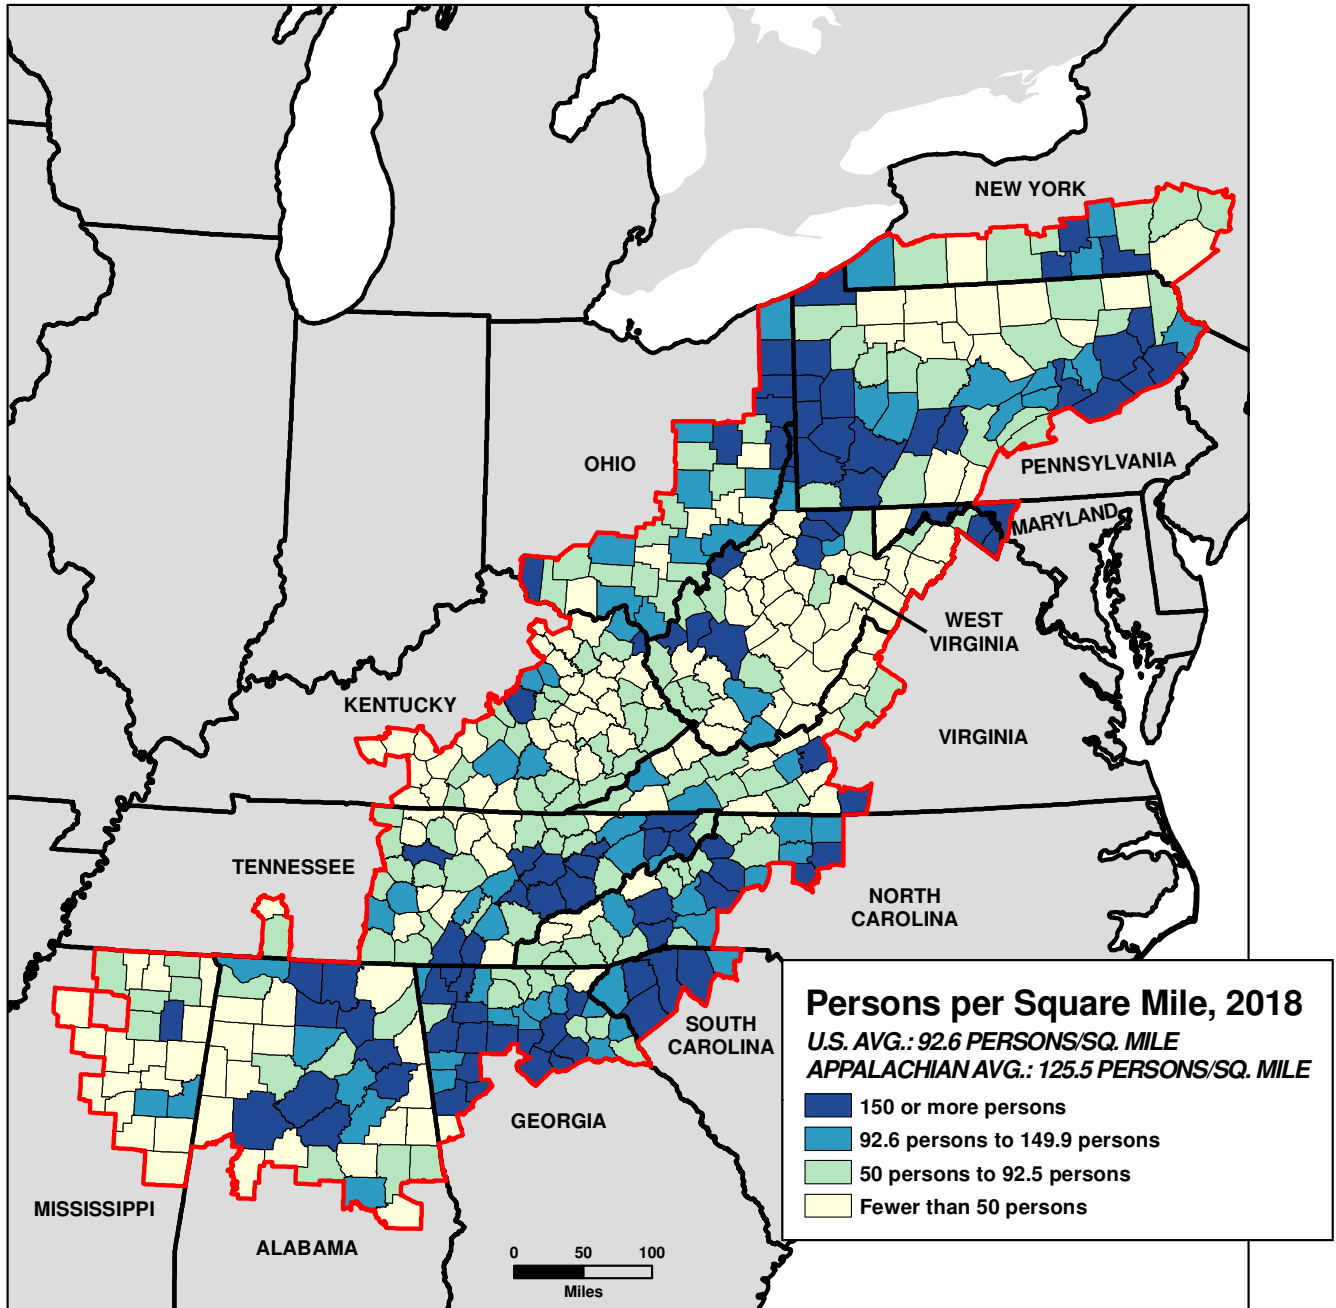 NEW YORK
OHIO
PENNSYLVANIA
MARYLAND
WEST
VIRGINIA
KENTUCKY
VIRGINIA
TENNESSEE
NORTH
CAROLINA
SOUTH
CAROLINA
GEORGIA
MISSISSIPPI
ALABAMA
Persons per Square Mile, 2018
U.S. AVG.: 92.6 PERSONS/SQ. MILE
APPALACHIAN AVG.: 125.5 PERSONS/SQ. MILE
150 or more persons
92.6 persons to 149.9 persons
50 persons to 92.5 persons
Fewer than 50 persons
0 50 100
Miles